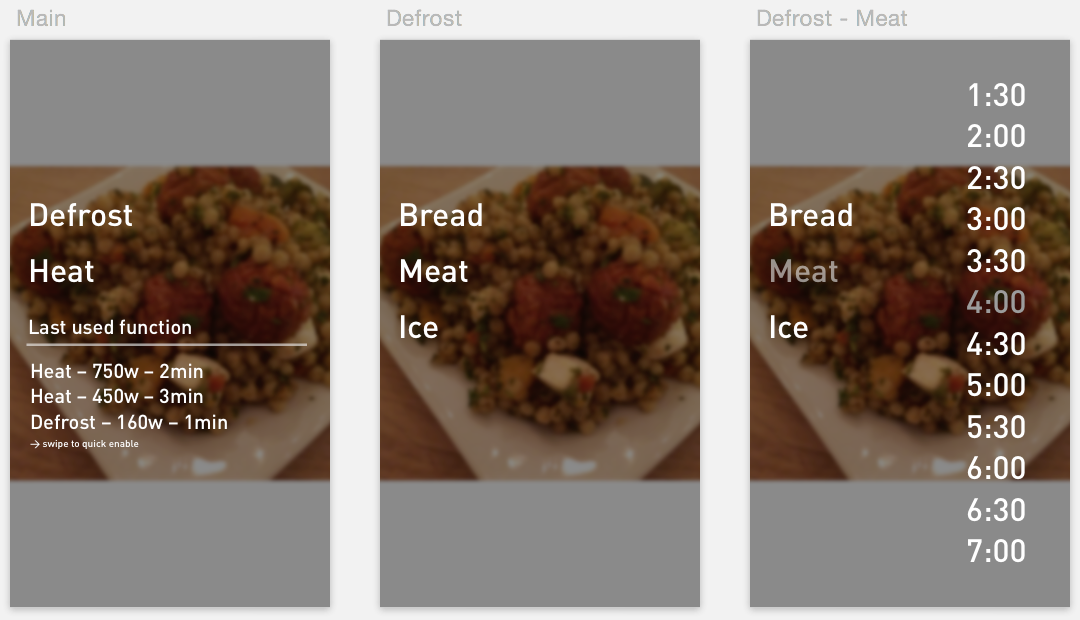 Main
Defrost
Heat
Last used function
Heat – 750w – 2min
Heat – 450w – 3min
Defrost – 160w – 1min
→ swipe to quick enable
Defrost
Bread
Meat
Ice
Defrost - Meat
Bread
Meat
Ice
1:30
2:00
2:30
3:00
3:30
4:00
4:30
5:00
5:30
6:00
6:30
7:00